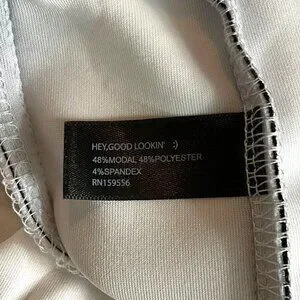 HEY,GOOD LOOKIN' :)
48%MODAL 48%POLYESTER
4%SPANDEX
RN159556